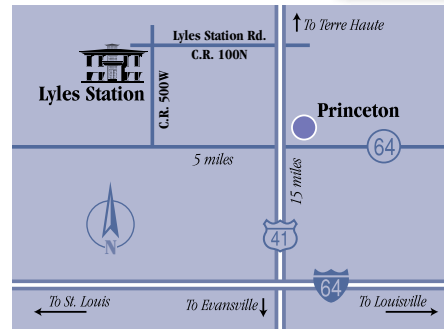 To Terre Haute
Lyles Station Rd.
C.R. 100N
Lyles Station
C.R. 500W
Princeton
64
5 miles
15 miles
N
41
64
To St. Louis
To Evansville
To Louisville